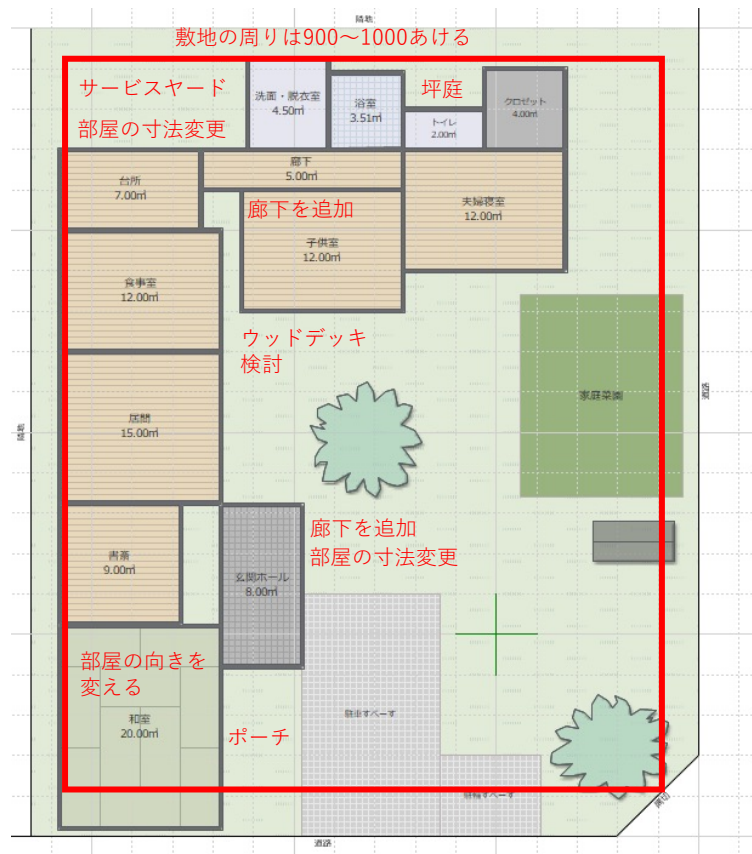 隣地
敷地の周りは900～1000あける
サービスヤード
部屋の寸法変更
洗面・脱衣室
4.50㎡
浴室
3.51㎡
坪庭
トイレ
2.00㎡
クロゼット
4.00㎡
台所
7.00㎡
廊下
5.00㎡
廊下を追加
子供室
12.00㎡
夫婦寝室
12.00㎡
食事室
12.00㎡
ウッドデッキ
検討
家庭菜園
道路
隣地
居間
15.00㎡
書斎
9.00㎡
玄関ホール
8.00㎡
廊下を追加
部屋の寸法変更
部屋の向きを
変える
和室
20.00㎡
ポーチ
駐車すぺーす
駐輪すぺーす
隅切
道路